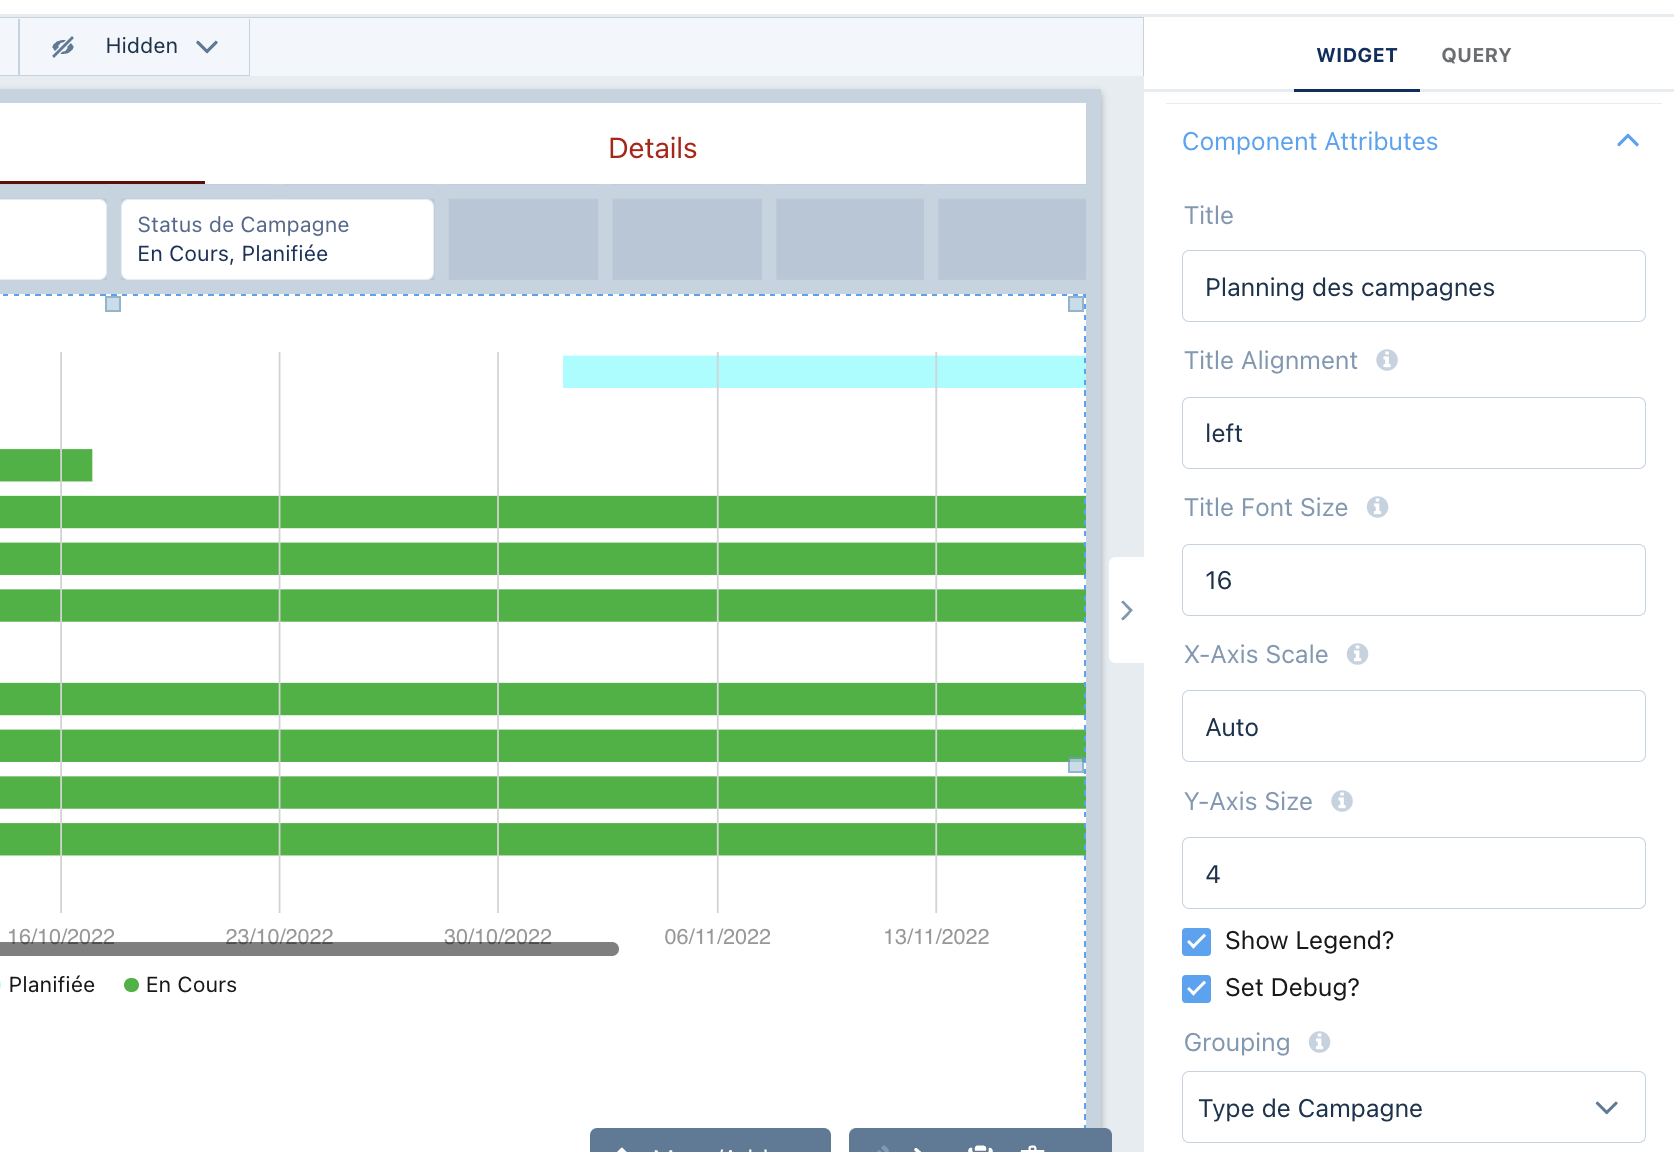 Hidden
WIDGET
QUERY
Details
Status de Campagne
En Cours, Planifiée
16/10/2022
23/10/2022
30/10/2022
06/11/2022
13/11/2022
Planifiée
En Cours
Component Attributes
Title
Planning des campagnes
Title Alignment
left
Title Font Size
16
X-Axis Scale
Auto
Y-Axis Size
4
Show Legend?
Set Debug?
Grouping
Type de Campagne